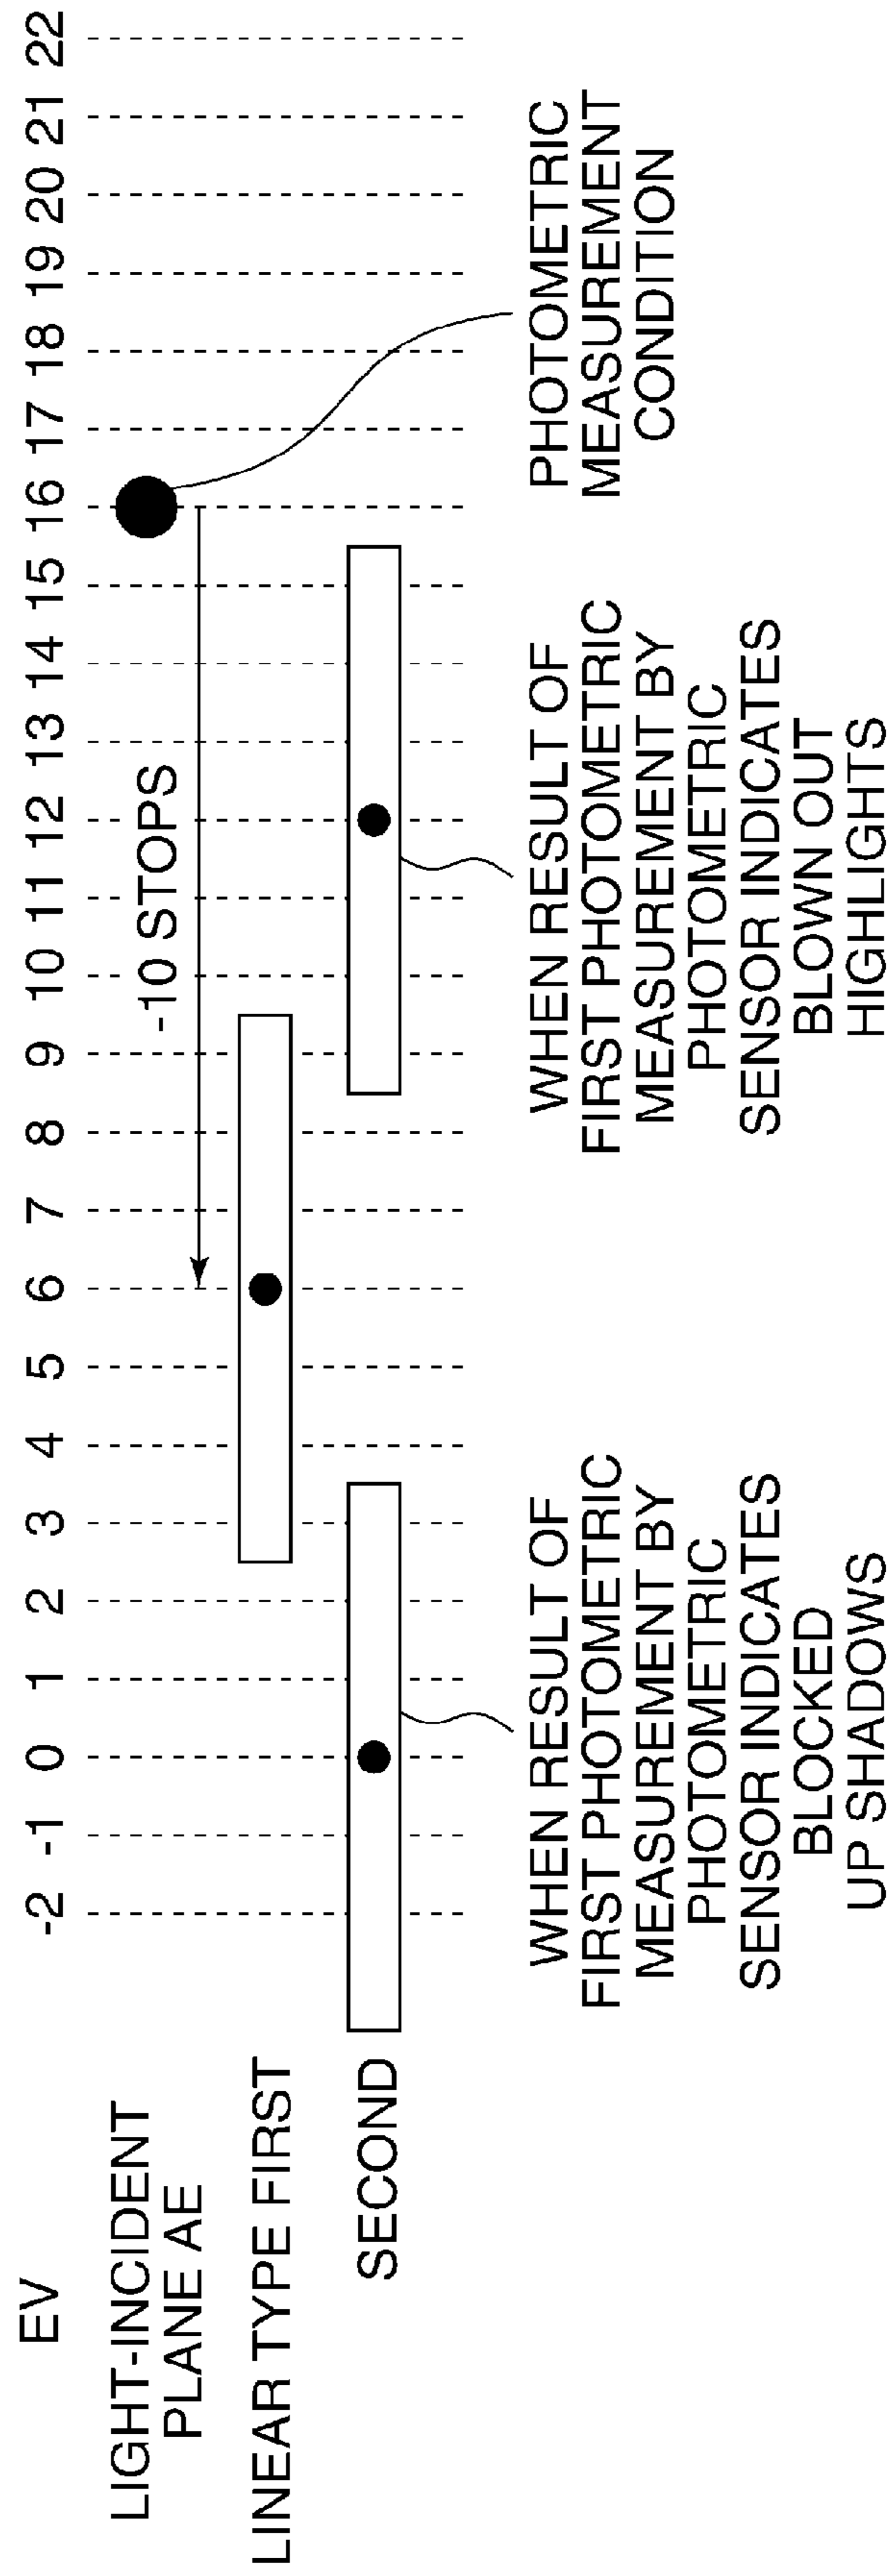 EV -2 -1 0 1 2 3 4 5 6 7 8 9 10 11 12 13 14 15 16 17 18 19 20 21 22
LIGHT-INCIDENT
PLANE AE
-10 STOPS
LINEAR TYPE FIRST
SECOND
WHEN RESULT OF
FIRST PHOTOMETRIC
MEASUREMENT BY
PHOTOMETRIC
SENSOR INDICATES
BLOCKED
UP SHADOWS
WHEN RESULT OF
FIRST PHOTOMETRIC
MEASUREMENT BY
PHOTOMETRIC
SENSOR INDICATES
BLOWN OUT
HIGHLIGHTS
PHOTOMETRIC
MEASUREMENT
CONDITION